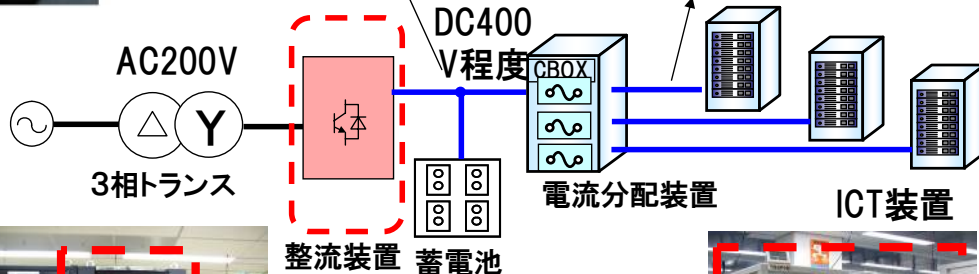 AC200V
DC400
V程度
CBOX
Y
3相トランス
整流装置
蓄電池
電流分配装置
ICT装置